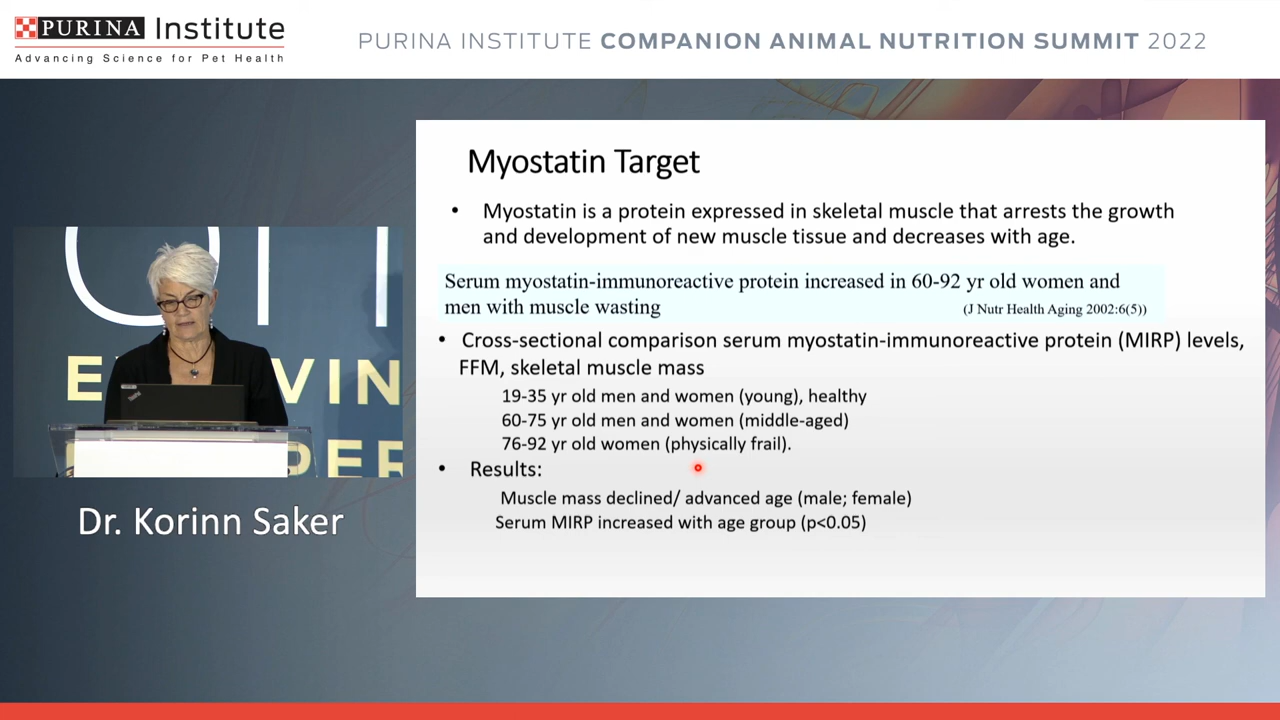 PURINA Institute
Advancing Science for Pet Health
PURINA INSTITUTE COMPANION ANIMAL NUTRITION SUMMIT 2022
Myostatin Target
• Myostatin is a protein expressed in skeletal muscle that arrests the growth
and development of new muscle tissue and decreases with age.
Serum myostatin-immunoreactive protein increased in 60-92 yr old women and
men with muscle wasting (J Nutr Health Aging 2002:6(5))
• Cross-sectional comparison serum myostatin-immunoreactive protein (MIRP) levels,
FFM, skeletal muscle mass
19-35 yr old men and women (young), healthy
60-75 yr old men and women (middle-aged)
76-92 yr old women (physically frail).
• Results:
Muscle mass declined/ advanced age (male; female)
Serum MIRP increased with age group (p<0.05)
Dr. Korinn Saker